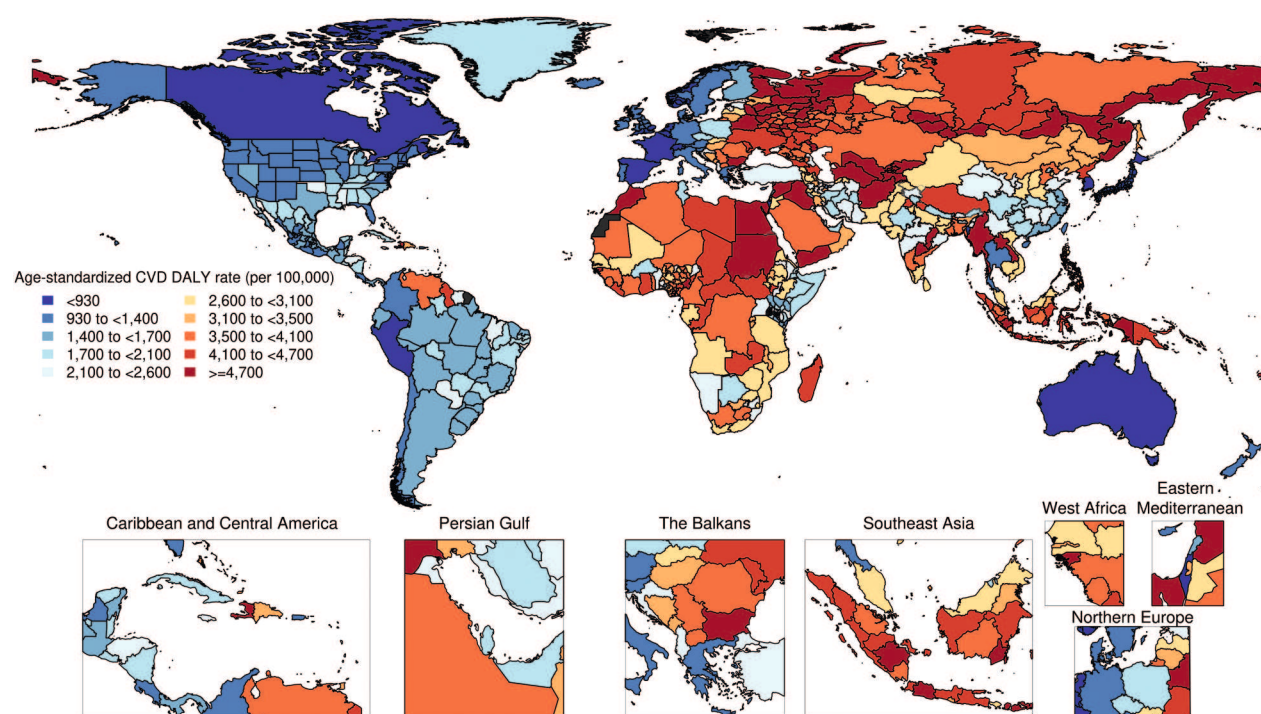 Age-standardized CVD DALY rate (per 100,000)
<930
930 to <1,400
1,400 to <1,700
1,700 to <2,100
2,100 to <2,600
2,600 to <3,100
3,100 to <3,500
3,500 to <4,100
4,100 to <4,700
>=4,700
Caribbean and Central America
Persian Gulf
The Balkans
Southeast Asia
West Africa
Eastern
Mediterranean
Northern Europe